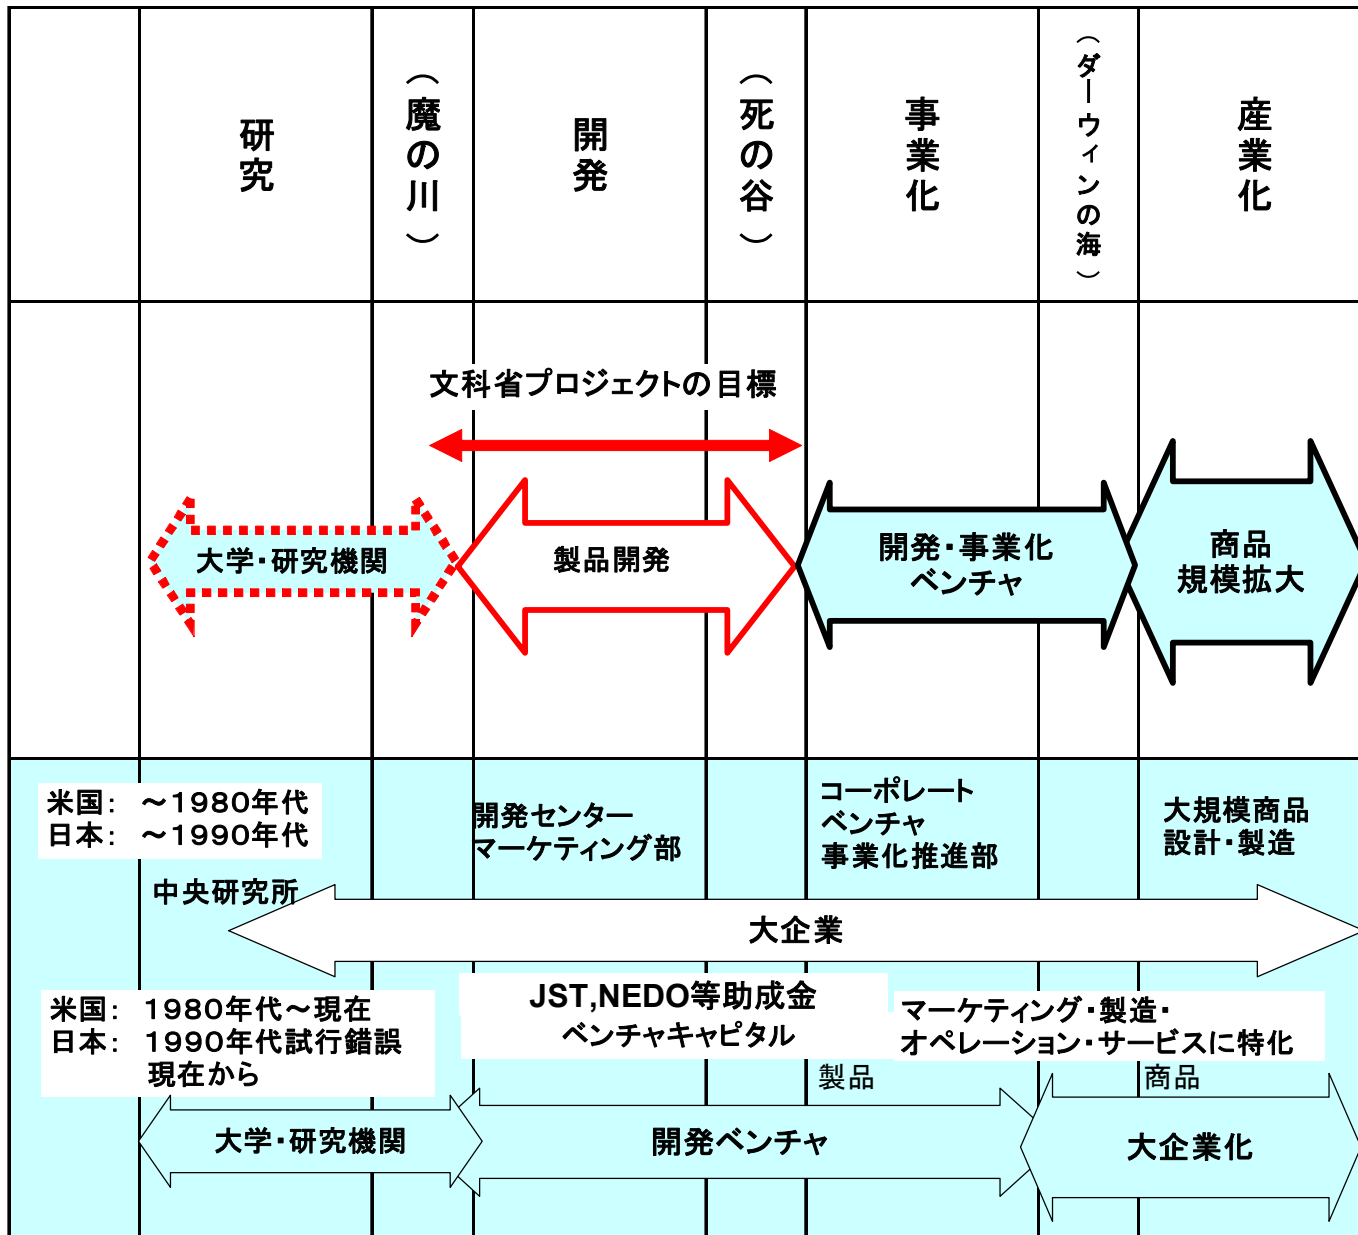 研究
（魔の川）
開発
（死の谷）
事業化
（ダーウィンの海）
産業化
文科省プロジェクトの目標
大学・研究機関
製品開発
開発・事業化
ベンチャ
商品
規模拡大
米国：　～1980年代
日本：　～1990年代
開発センター
マーケティング部
コーポレート
ベンチャ
事業化推進部
大規模商品
設計・製造
中央研究所
大企業
米国：　1980年代～現在
日本：　1990年代試行錯誤
現在から
JST,NEDO等助成金
ベンチャキャピタル
マーケティング・製造・
オペレーション・サービスに特化
製品
商品
大学・研究機関
開発ベンチャ
大企業化